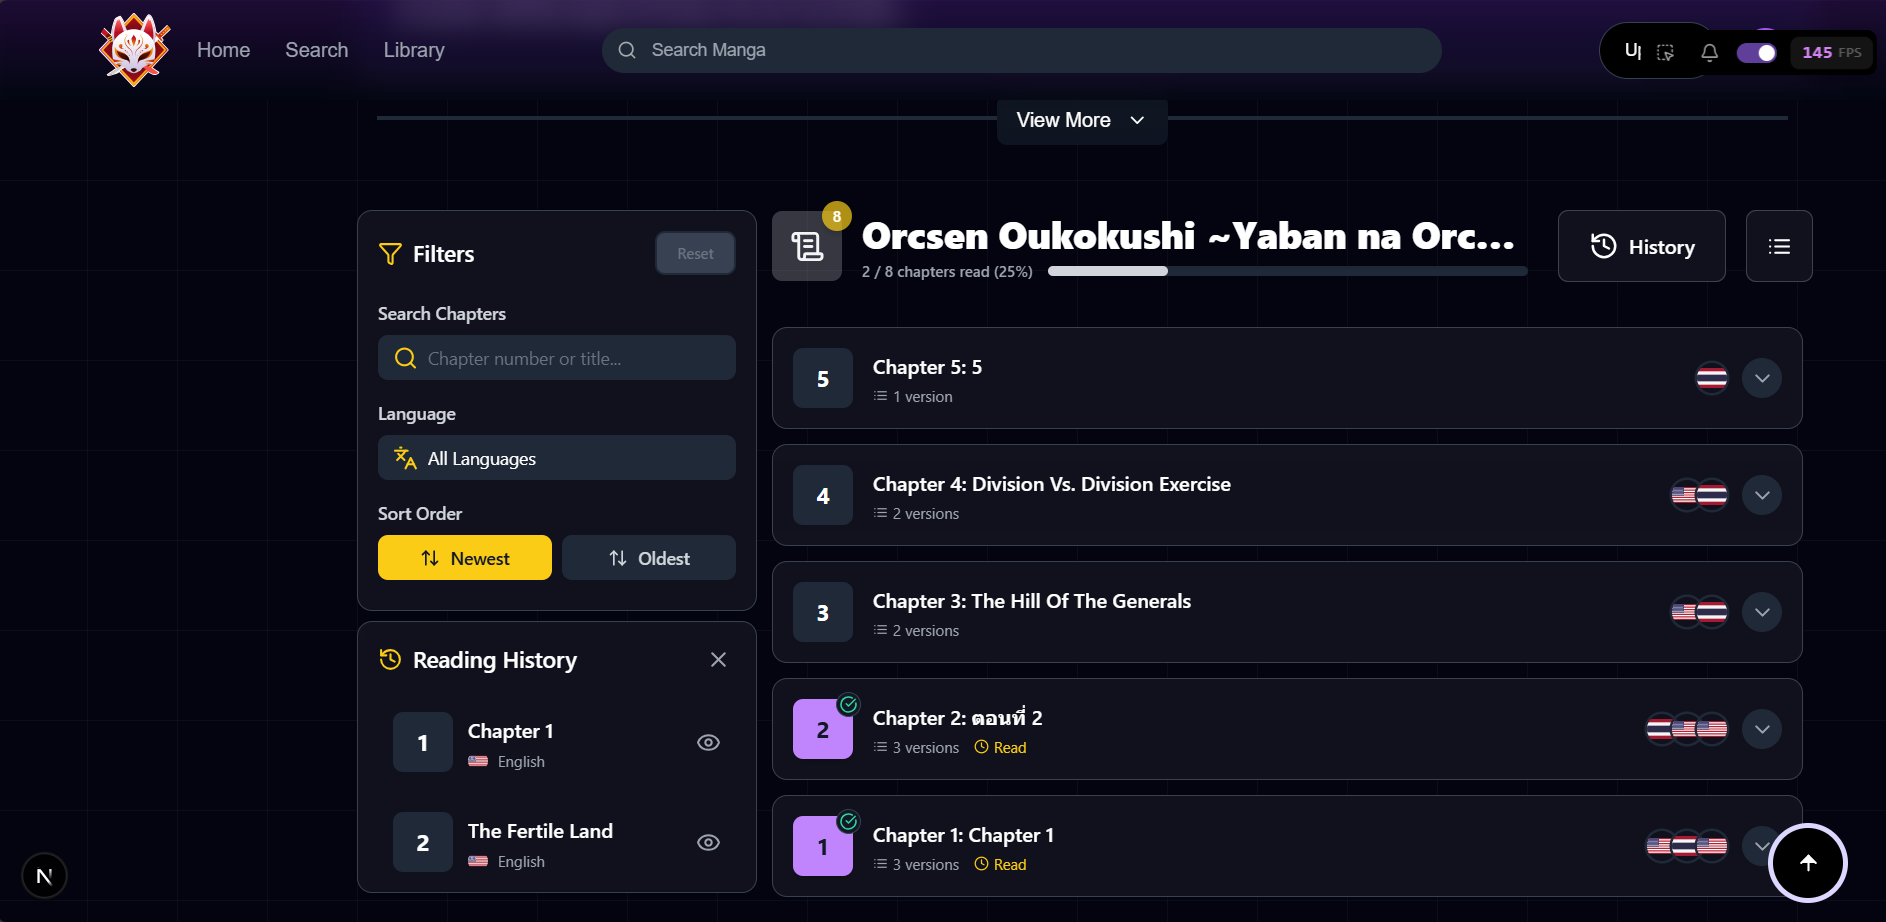 Home
Search
Library
Search Manga
145 FPS
View More
Filters
Reset
Search Chapters
Chapter number or title...
Language
All Languages
Sort Order
Newest
Oldest
Reading History
1
Chapter 1
English
2
The Fertile Land
English
8
Orcsen Oukokushi ~Yaban na Orc...
2 / 8 chapters read (25%)
History
5
Chapter 5: 5
1 version
4
Chapter 4: Division Vs. Division Exercise
2 versions
3
Chapter 3: The Hill Of The Generals
2 versions
2
Chapter 2: ตอนที่ 2
3 versions
Read
1
Chapter 1: Chapter 1
3 versions
Read
N